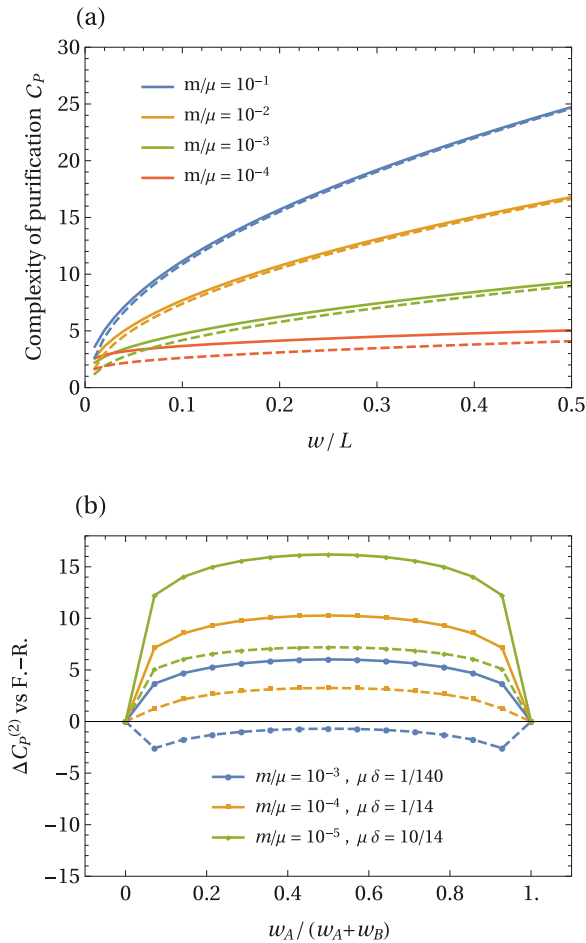 (a)
30
25
20
15
10
5
0
Complexity of purification C_P
m/μ = 10⁻¹
m/μ = 10⁻²
m/μ = 10⁻³
m/μ = 10⁻⁴
0 0.1 0.2 0.3 0.4 0.5
w / L
(b)
15
10
5
0
−5
−10
−15
ΔC_P⁽²⁾ vs F.−R.
m/μ = 10⁻³ , μ δ = 1/140
m/μ = 10⁻⁴ , μ δ = 1/14
m/μ = 10⁻⁵ , μ δ = 10/14
0 0.2 0.4 0.6 0.8 1.
w_A / (w_A+w_B)